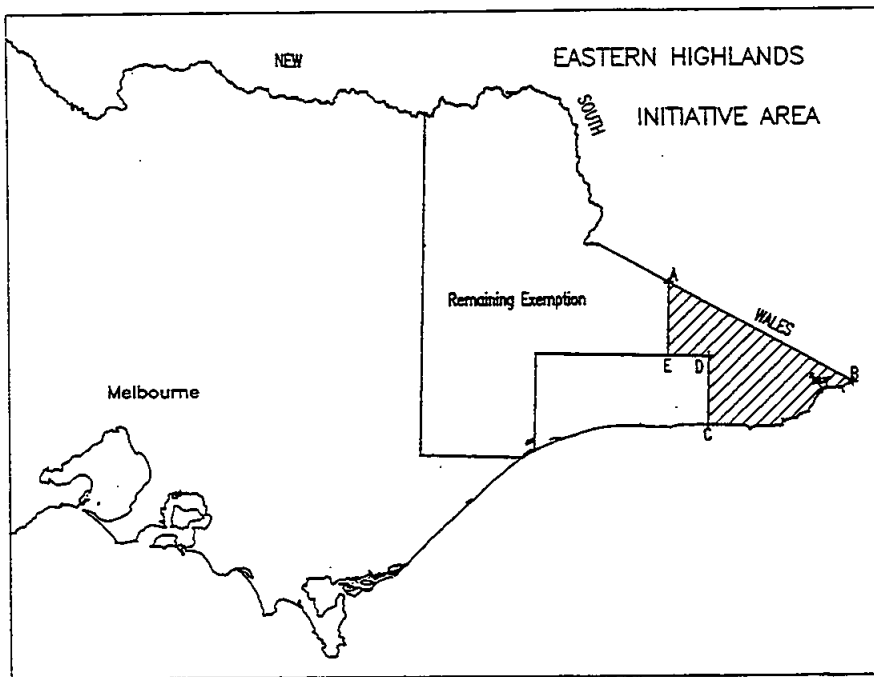 NEW
EASTERN HIGHLANDS
SOUTH
INITIATIVE AREA
A
Remaining Exemption
WALES
E
D
B
Melbourne
C